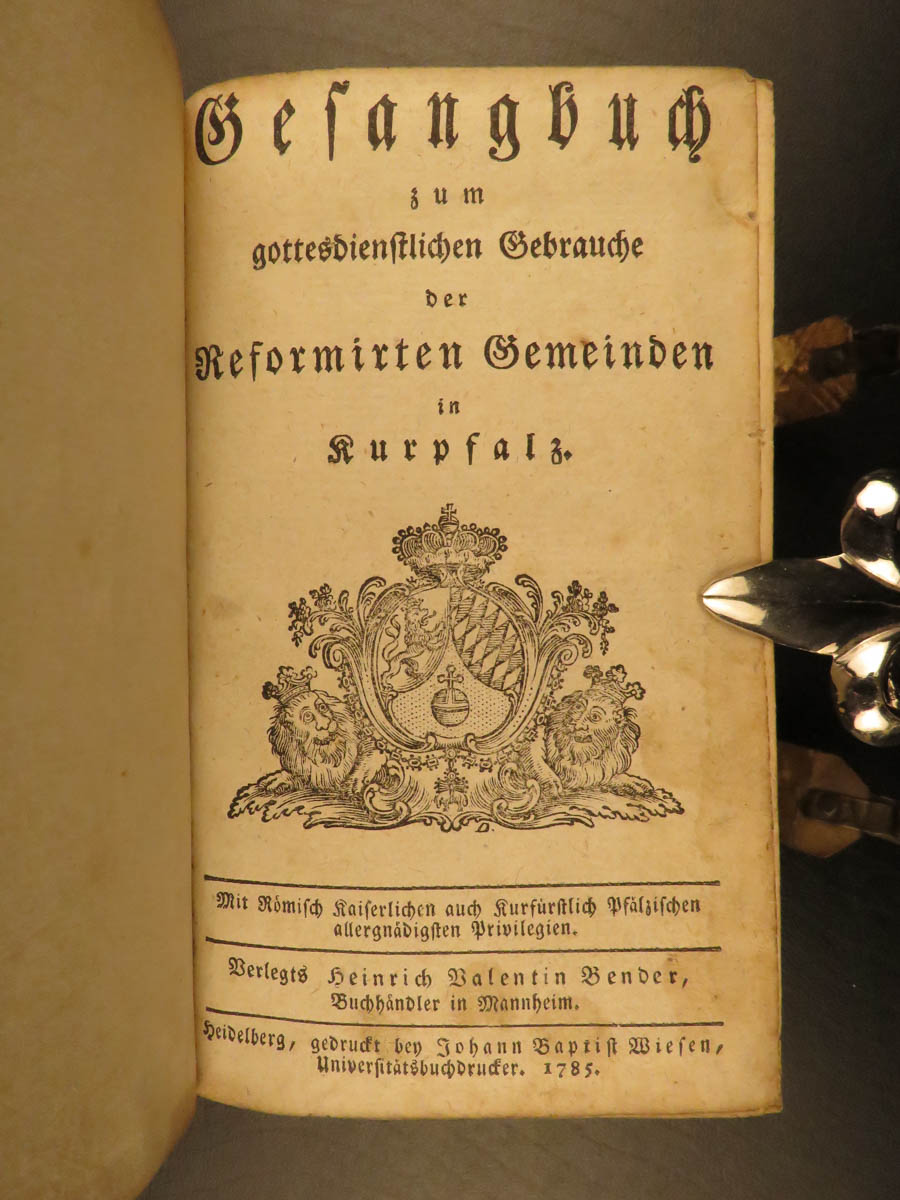 Gesangbuch
zum
gottesdienstlichen Gebrauche
der
Reformirten Gemeinden
in
Kurpfalz.
D.
Mit Römisch Kaiserlichen auch Kurfürstlich Pfälzischen
allergnädigsten Privilegien.
Verlegts Heinrich Valentin Bender,
Buchhändler in Mannheim.
Heidelberg, gedruckt bey Johann Baptist Wiesen,
Universitätsbuchdrucker. 1785.